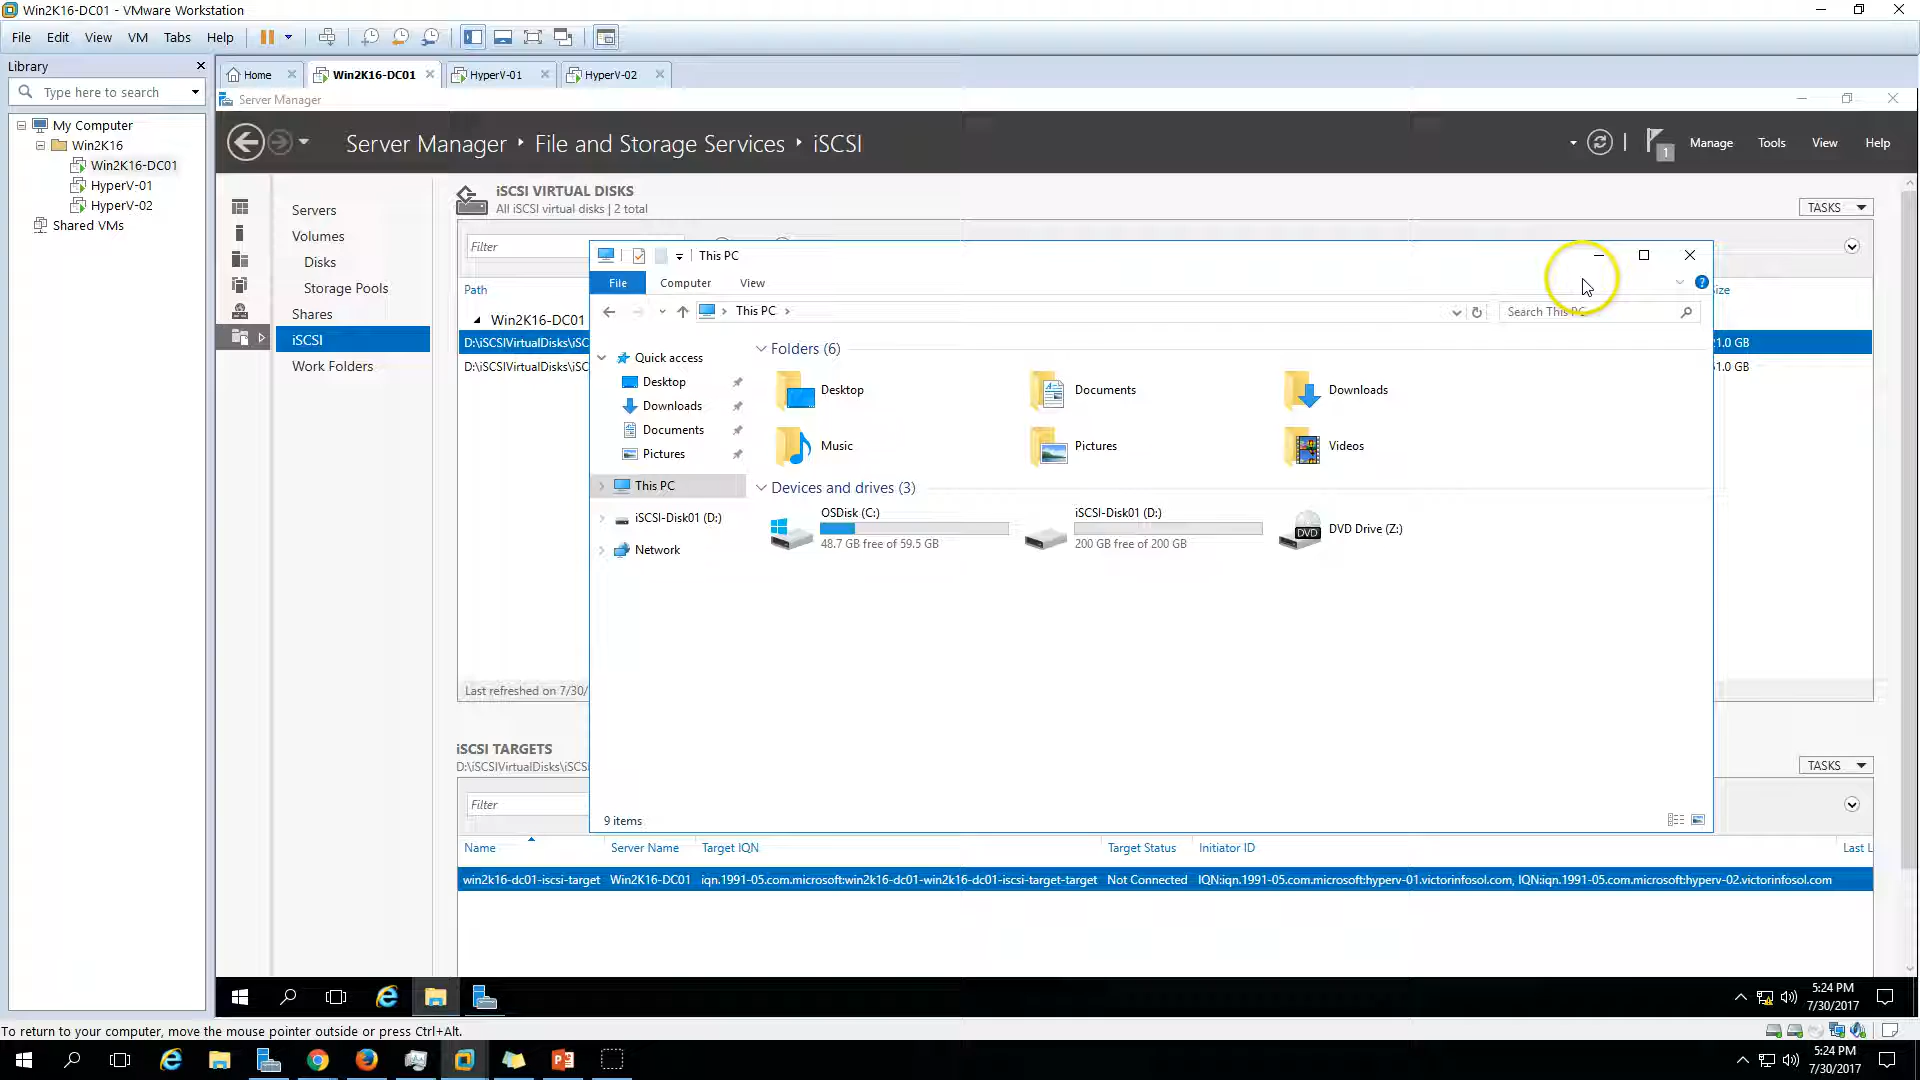 Win2K16-DC01 - VMware Workstation
File Edit View VM Tabs Help
Library
Home Win2K16-DC01 HyperV-01 HyperV-02
Type here to search
Server Manager
My Computer
Win2K16
Win2K16-DC01
HyperV-01
HyperV-02
Shared VMs
Server Manager File and Storage Services iSCSI
1 Manage Tools View Help
Servers
Volumes
Disks
Storage Pools
Shares
iSCSI
Work Folders
iSCSI VIRTUAL DISKS
All iSCSI virtual disks | 2 total
TASKS
Filter
Path
Size
Win2K16-DC01
D:\iSCSIVirtualDisks\iSC
1.0 GB
D:\iSCSIVirtualDisks\iSC
1.0 GB
Last refreshed on 7/30/
This PC
File Computer View
This PC
Search This PC
Quick access
Desktop
Downloads
Documents
Pictures
This PC
iSCSI-Disk01 (D:)
Network
Folders (6)
Desktop Documents Downloads
Music Pictures Videos
Devices and drives (3)
OSDisk (C:)
48.7 GB free of 59.5 GB
iSCSI-Disk01 (D:)
200 GB free of 200 GB
DVD
DVD Drive (Z:)
9 items
iSCSI TARGETS
D:\iSCSIVirtualDisks\iSCS
TASKS
Filter
Name Server Name Target IQN Target Status Initiator ID Last L
win2k16-dc01-iscsi-target Win2K16-DC01 iqn.1991-05.com.microsoft:win2k16-dc01-win2k16-dc01-iscsi-target-target Not Connected IQN:iqn.1991-05.com.microsoft:hyperv-01.victorinfosol.com, IQN:iqn.1991-05.com.microsoft:hyperv-02.victorinfosol.com
5:24 PM
7/30/2017
To return to your computer, move the mouse pointer outside or press Ctrl+Alt.
5:24 PM
7/30/2017